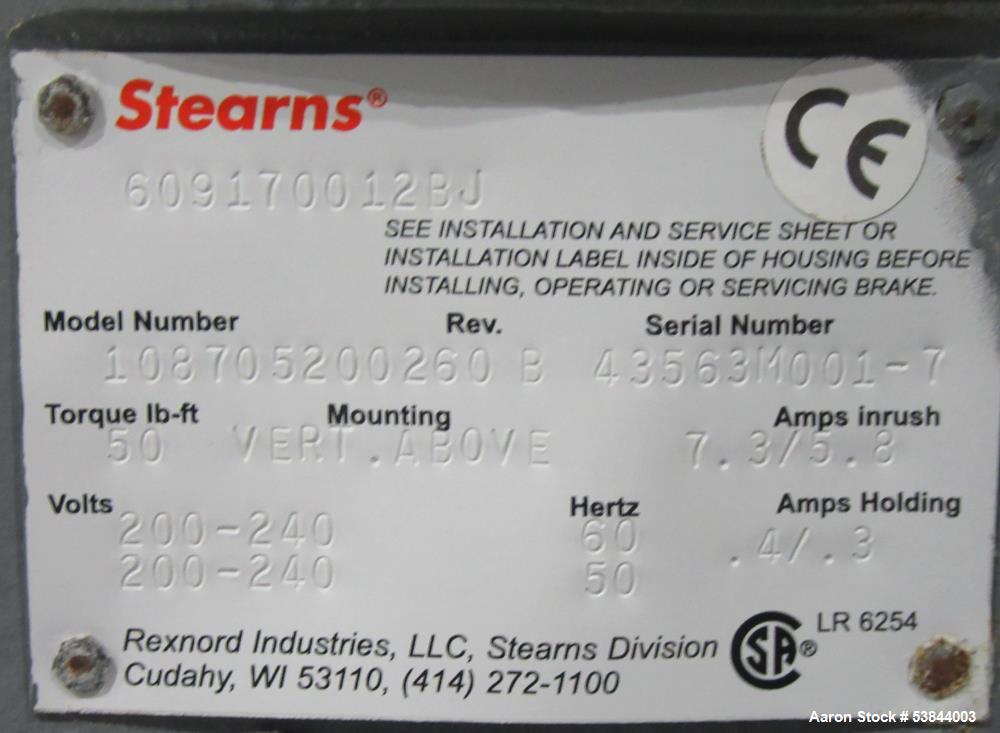 Stearns®
CE
609170012BJ
SEE INSTALLATION AND SERVICE SHEET OR
INSTALLATION LABEL INSIDE OF HOUSING BEFORE
INSTALLING, OPERATING OR SERVICING BRAKE.
Model Number Rev. Serial Number
108705200260 B 43563M001-7
Torque lb-ft Mounting Amps inrush
50 VERT.ABOVE 7.3/5.8
Volts Hertz Amps Holding
200-240 60 .4/.3
200-240 50
Rexnord Industries, LLC, Stearns Division
Cudahy, WI 53110, (414) 272-1100
SA® LR 6254
Aaron Stock # 53844003